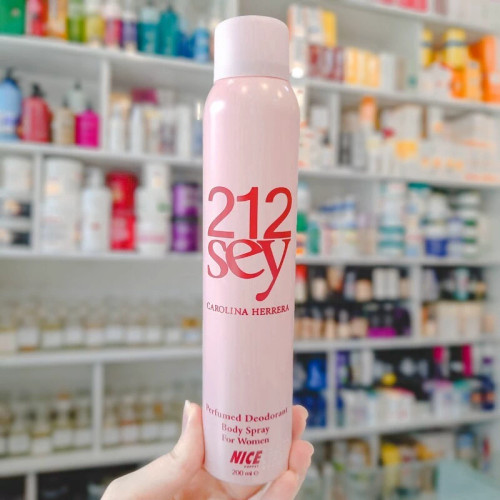 212
sey
CAROLINA HERRERA
Perfumed Deodorant
Body Spray
For Women
NICE
200 ml e